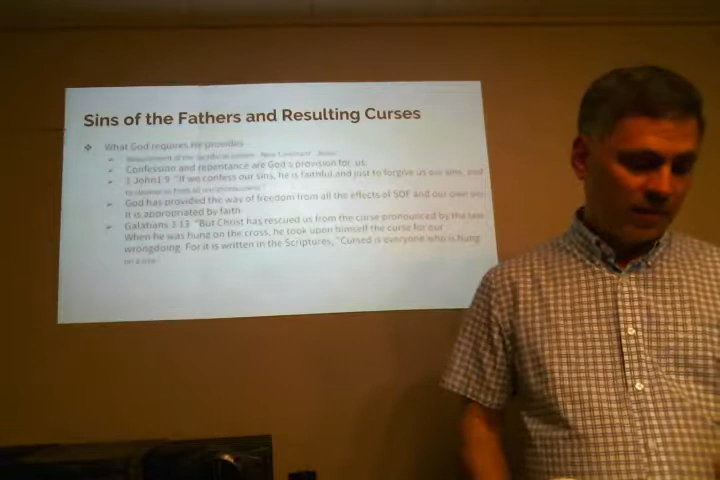 Sins of the Fathers and Resulting Curses
What God requires He provides
Confession and repentance are God's provision for us.
1 John1:9 "If we confess our sins, he is faithful and just to forgive us our sins, and
to cleanse us from all unrighteousness"
God has provided the way of freedom from all the effects of SOF and our own sin.
It is appropriated by faith.
Galatians 3:13 "But Christ has rescued us from the curse pronounced by the law.
When he was hung on the cross, he took upon himself the curse for our
wrongdoing. For it is written in the Scriptures, "Cursed is everyone who is hung
on a tree"